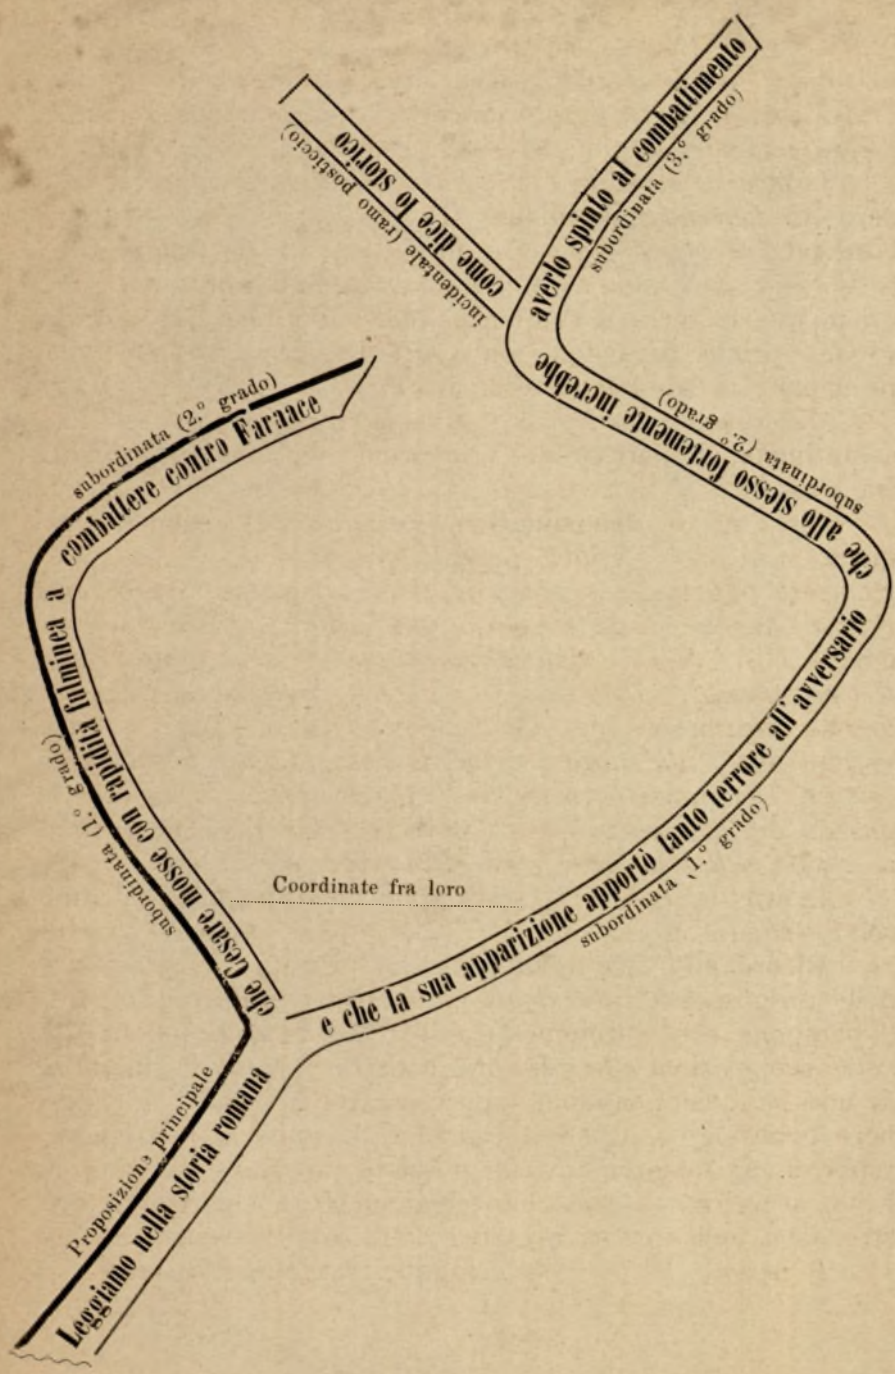 Proposizione principale
Leggiamo nella storia romana
che Cesare mosse con rapidità fulminea a
subordinata (1.° grado)
combattere contro Faraace
subordinata (2.° grado)
Coordinate fra loro
e che la sua apparizione apportò tanto terrore all'avversario
subordinata (1.° grado)
che allo stesso fortemente increbbe
subordinata (2.° grado)
averlo spinto al combattimento
subordinata (3.° grado)
come dice lo storico
incidentale (ramo posticcio)